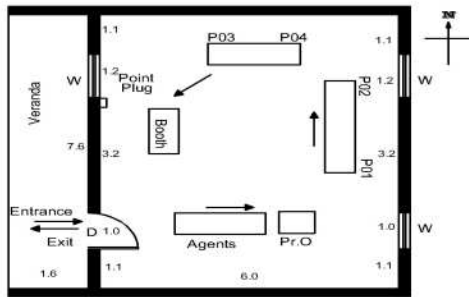 N
1.1
P03 P04
1.1
W
1.2
Point
Plug
1.2
W
Veranda
Booth
P02
7.6
3.2
3.2
P01
Entrance
Exit
D
1.0
Agents
Pr.O
1.0
W
1.6
1.1
6.0
1.1